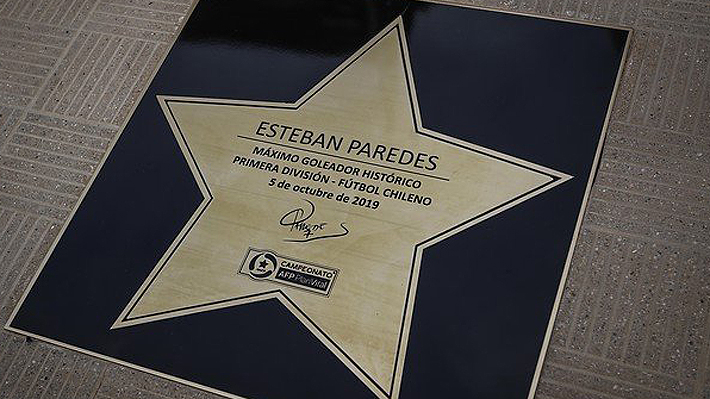 ESTEBAN PAREDES
MÁXIMO GOLEADOR HISTÓRICO
PRIMERA DIVISIÓN - FÚTBOL CHILENO
5 de octubre de 2019
CAMPEONATO
AFP PlanVital